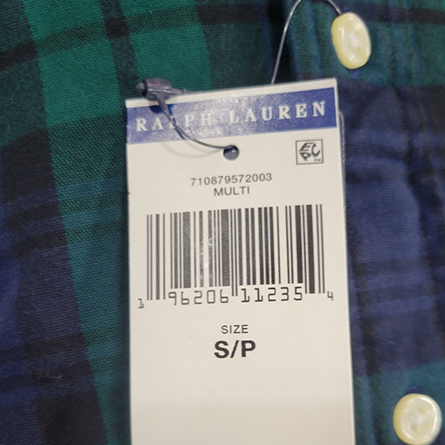 RALPH LAUREN
710879572003
MULTI
1 96206 11235 4
SIZE
S/P